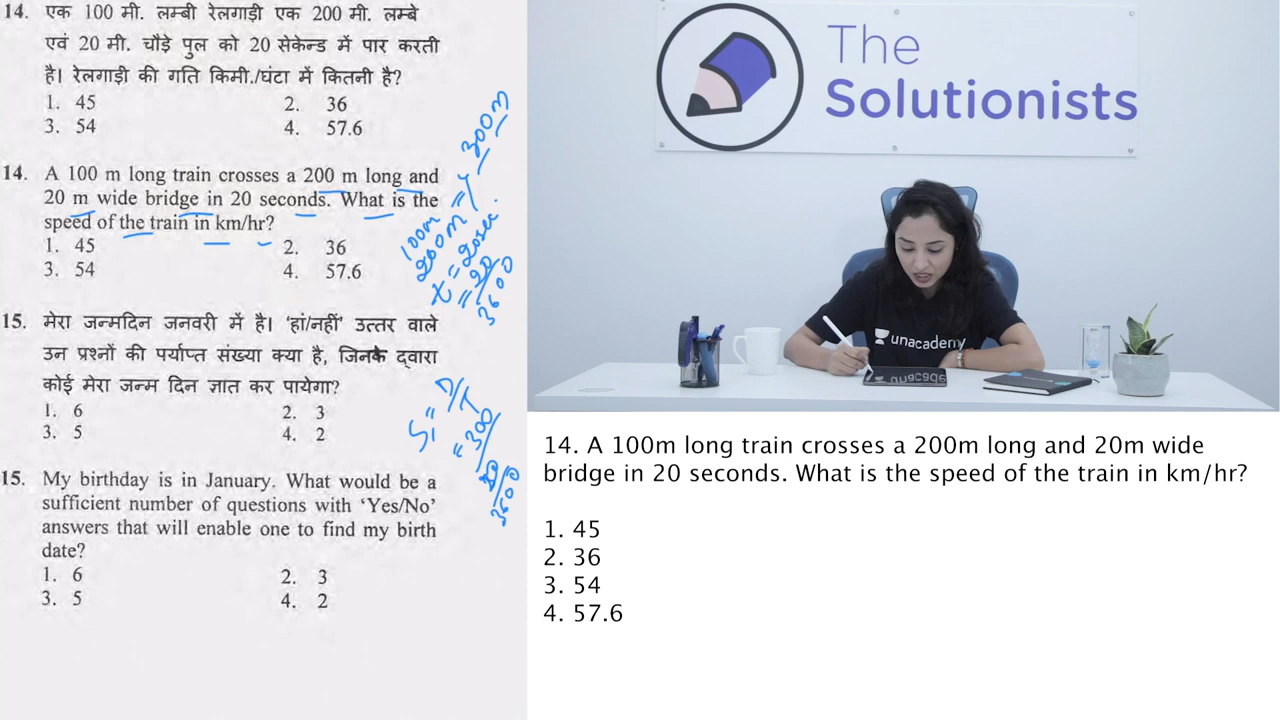 14. एक 100 मी. लम्बी रेलगाड़ी एक 200 मी. लम्बे
एवं 20 मी. चौड़े पुल को 20 सेकेन्ड में पार करती
है। रेलगाड़ी की गति किमी./घंटा में कितनी है?
1. 45 2. 36
3. 54 4. 57.6
14. A 100 m long train crosses a 200 m long and
20 m wide bridge in 20 seconds. What is the
speed of the train in km/hr?
1. 45 2. 36
3. 54 4. 57.6
100m
200m = 300m
x = 20sec.
x = 20/3600
15. मेरा जन्मदिन जनवरी में है। 'हां/नहीं' उत्तर वाले
उन प्रश्नों की पर्याप्त संख्या क्या है, जिनके द्वारा
कोई मेरा जन्म दिन ज्ञात कर पायेगा?
1. 6 2. 3
3. 5 4. 2
S = D/T
= 300/20/3600
15. My birthday is in January. What would be a
sufficient number of questions with 'Yes/No'
answers that will enable one to find my birth
date?
1. 6 2. 3
3. 5 4. 2
The
Solutionists
unacademy
unacademy
14. A 100m long train crosses a 200m long and 20m wide
bridge in 20 seconds. What is the speed of the train in km/hr?
1. 45
2. 36
3. 54
4. 57.6